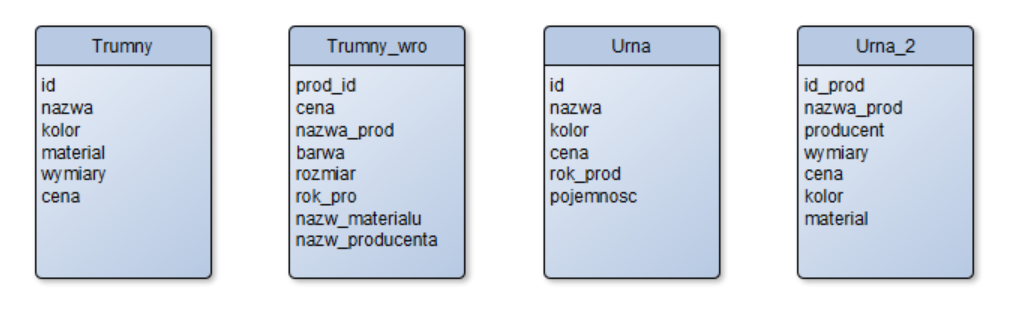 Trumny
id
nazwa
kolor
material
wymiary
cena
Trumny_wro
prod_id
cena
nazwa_prod
barwa
rozmiar
rok_pro
nazw_materialu
nazw_producenta
Urna
id
nazwa
kolor
cena
rok_prod
pojemnosc
Urna_2
id_prod
nazwa_prod
producent
wymiary
cena
kolor
material